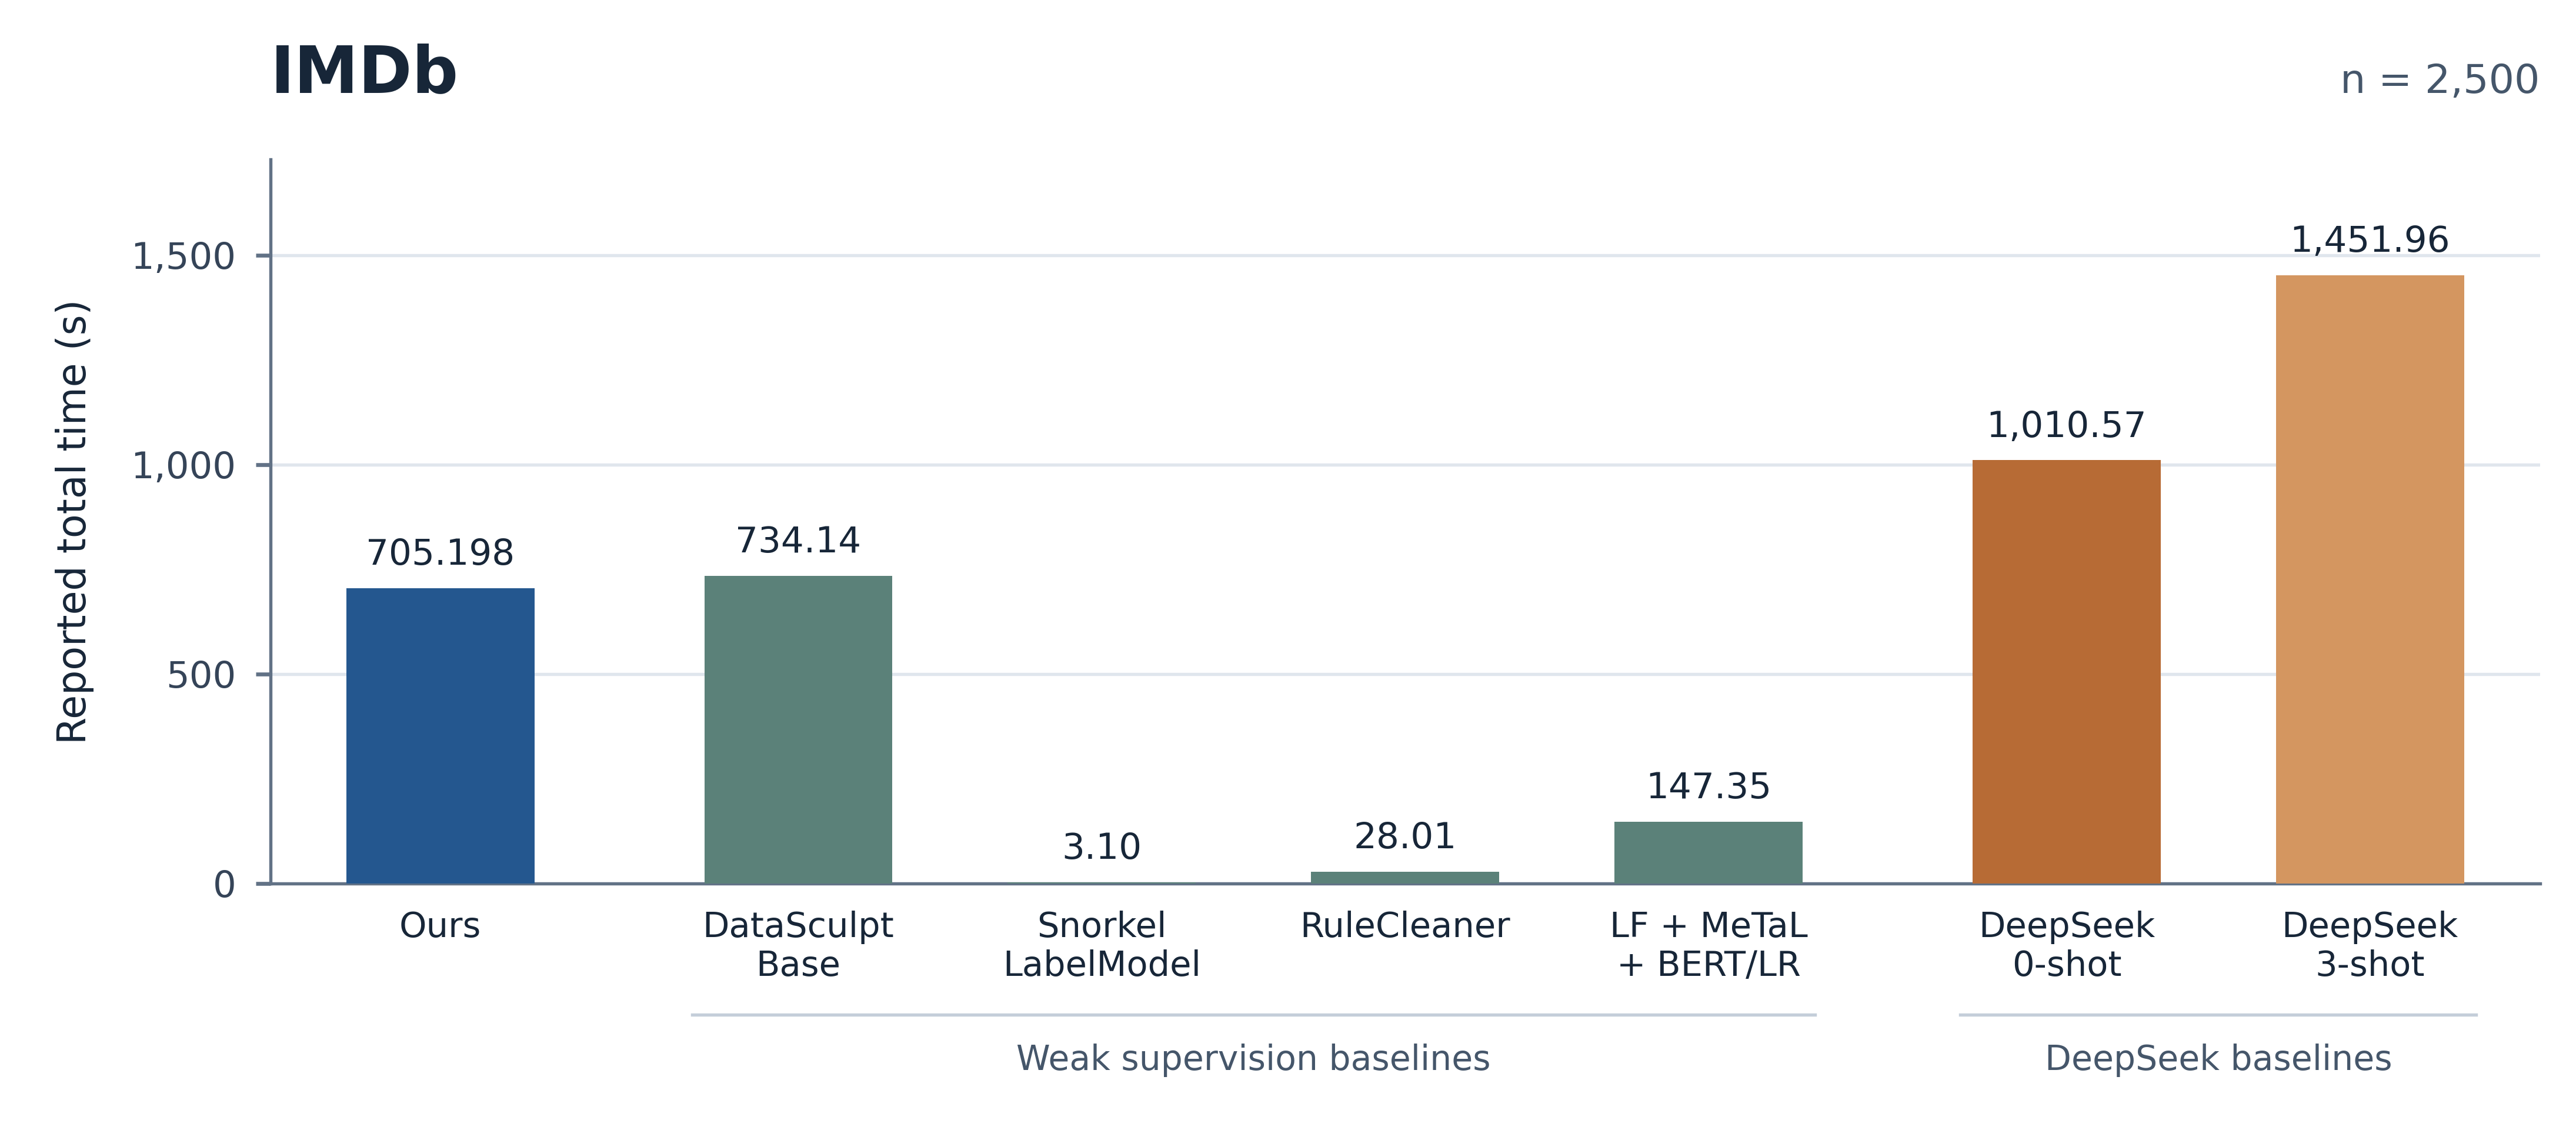 IMDb
n = 2,500
Reported total time (s)
1,500
1,000
500
0
705.198
734.14
3.10
28.01
147.35
1,010.57
1,451.96
Ours
DataSculpt
Base
Snorkel
LabelModel
RuleCleaner
LF + MeTaL
+ BERT/LR
DeepSeek
0-shot
DeepSeek
3-shot
Weak supervision baselines
DeepSeek baselines